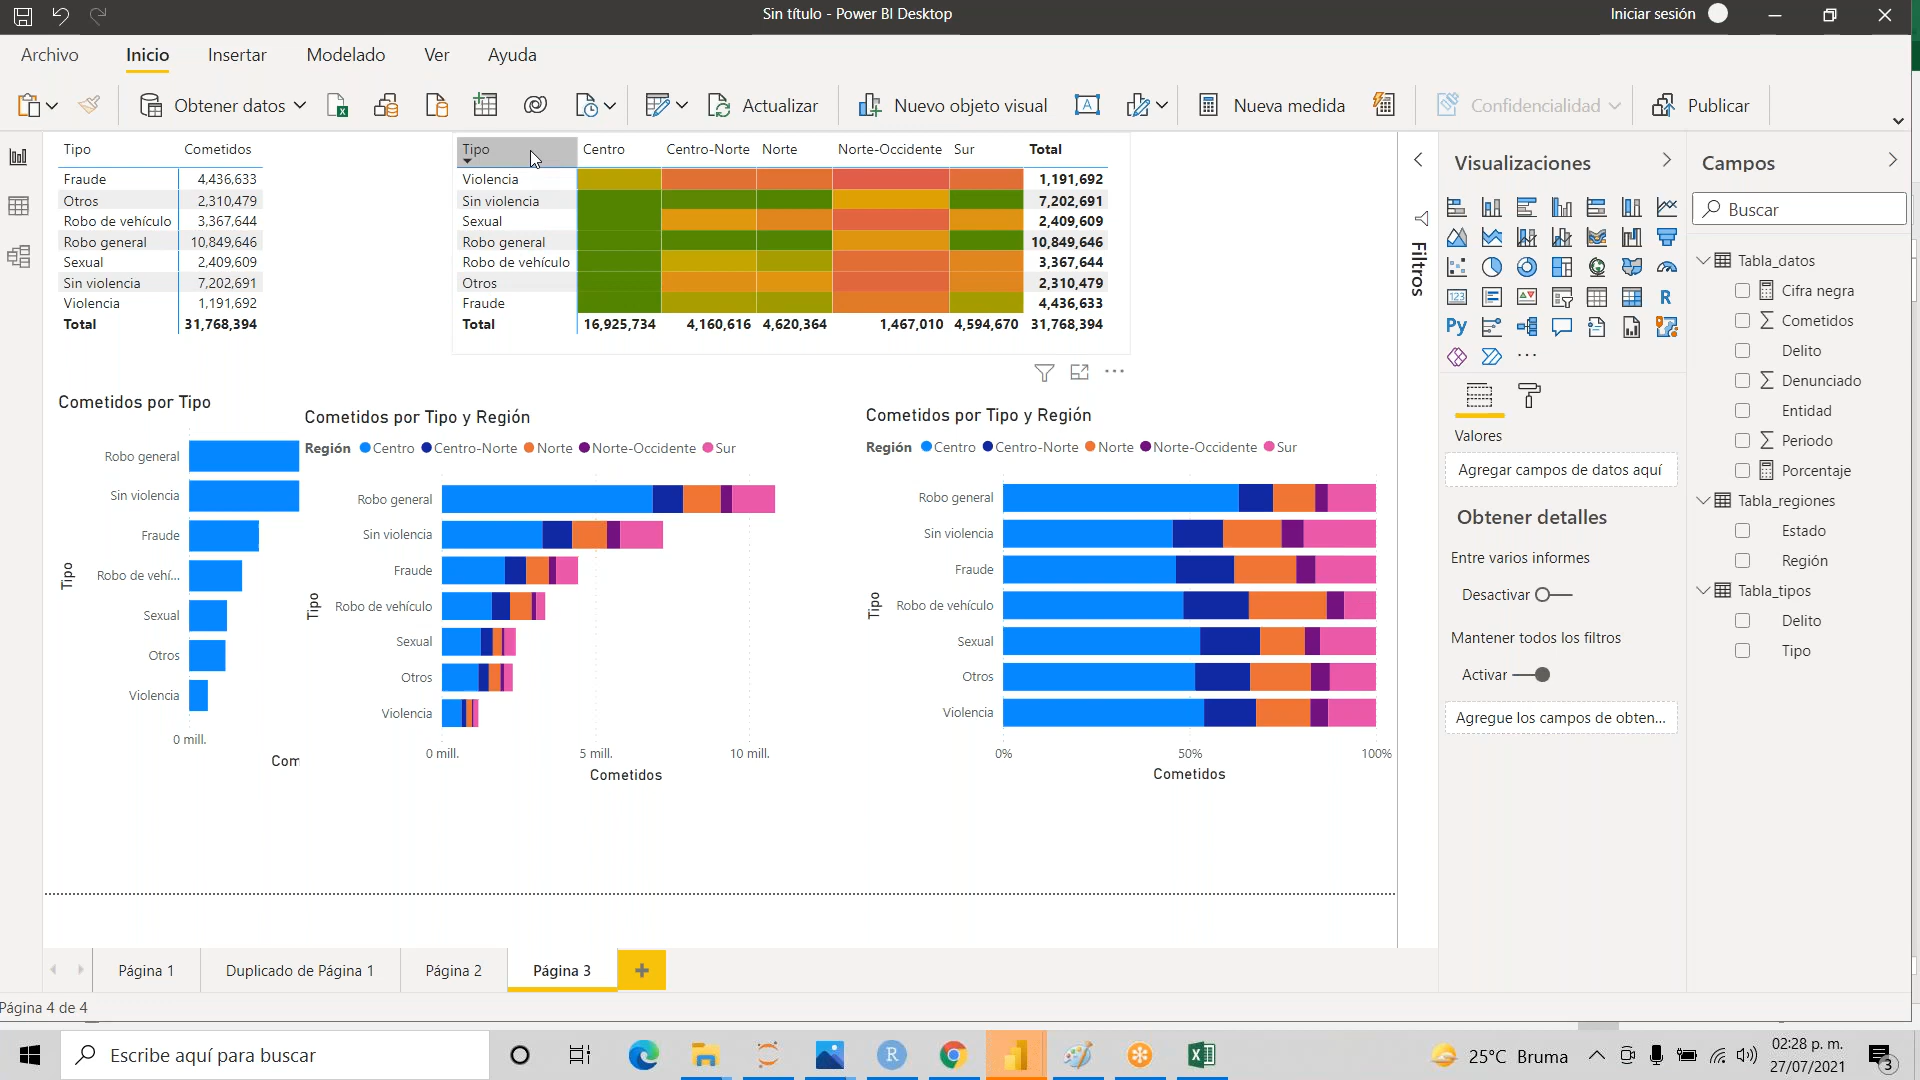 Sin título - Power BI Desktop
Iniciar sesión
Archivo Inicio Insertar Modelado Ver Ayuda
Obtener datos Actualizar Nuevo objeto visual Nueva medida Confidencialidad Publicar
Tipo Cometidos
Fraude 4,436,633
Otros 2,310,479
Robo de vehículo 3,367,644
Robo general 10,849,646
Sexual 2,409,609
Sin violencia 7,202,691
Violencia 1,191,692
Total 31,768,394
Tipo Centro Centro-Norte Norte Norte-Occidente Sur Total
Violencia 1,191,692
Sin violencia 7,202,691
Sexual 2,409,609
Robo general 10,849,646
Robo de vehículo 3,367,644
Otros 2,310,479
Fraude 4,436,633
Total 16,925,734 4,160,616 4,620,364 1,467,010 4,594,670 31,768,394
Cometidos por Tipo
Robo general
Sin violencia
Fraude
Robo de vehí...
Sexual
Otros
Violencia
Tipo
0 mill.
Com
Cometidos por Tipo y Región
Región Centro Centro-Norte Norte Norte-Occidente Sur
Robo general
Sin violencia
Fraude
Robo de vehículo
Sexual
Otros
Violencia
Tipo
0 mill. 5 mill. 10 mill.
Cometidos
Cometidos por Tipo y Región
Región Centro Centro-Norte Norte Norte-Occidente Sur
Robo general
Sin violencia
Fraude
Robo de vehículo
Sexual
Otros
Violencia
Tipo
0% 50% 100%
Cometidos
Filtros
Visualizaciones
123
R
Py
Valores
Agregar campos de datos aquí
Obtener detalles
Entre varios informes
Desactivar
Mantener todos los filtros
Activar
Agregue los campos de obten...
Campos
Buscar
Tabla_datos
Cifra negra
Cometidos
Delito
Denunciado
Entidad
Periodo
Porcentaje
Tabla_regiones
Estado
Región
Tabla_tipos
Delito
Tipo
Página 1 Duplicado de Página 1 Página 2 Página 3
Página 4 de 4
Escribe aquí para buscar
R
25°C Bruma
02:28 p. m.
27/07/2021
3